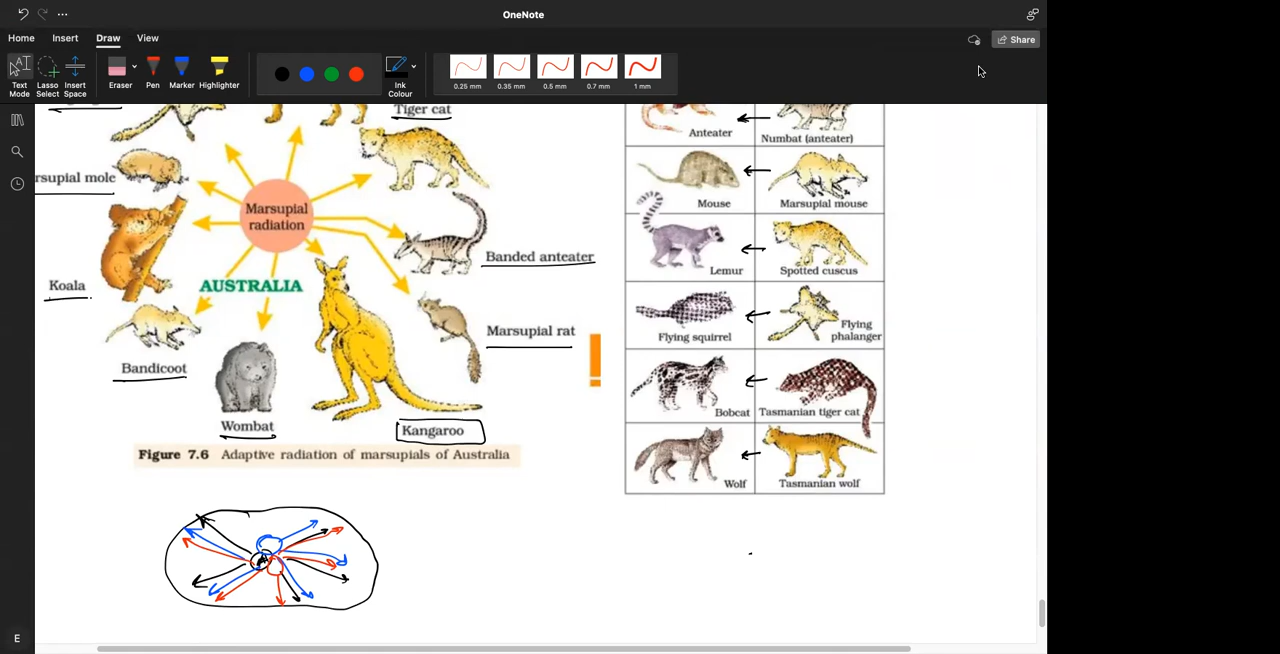 OneNote
Home Insert Draw View
Share
Text Mode
Lasso Select
Insert Space
Eraser
Pen
Marker
Highlighter
Ink Colour
0.25 mm
0.35 mm
0.5 mm
0.7 mm
1 mm
Tiger cat
rsupial mole
Marsupial
radiation
Banded anteater
AUSTRALIA
Koala
Marsupial rat
Bandicoot
Wombat
Kangaroo
Figure 7.6 Adaptive radiation of marsupials of Australia
Anteater
Numbat (anteater)
Mouse
Marsupial mouse
Lemur
Spotted cuscus
Flying squirrel
Flying
phalanger
Bobcat
Tasmanian tiger cat
Wolf
Tasmanian wolf
!
E